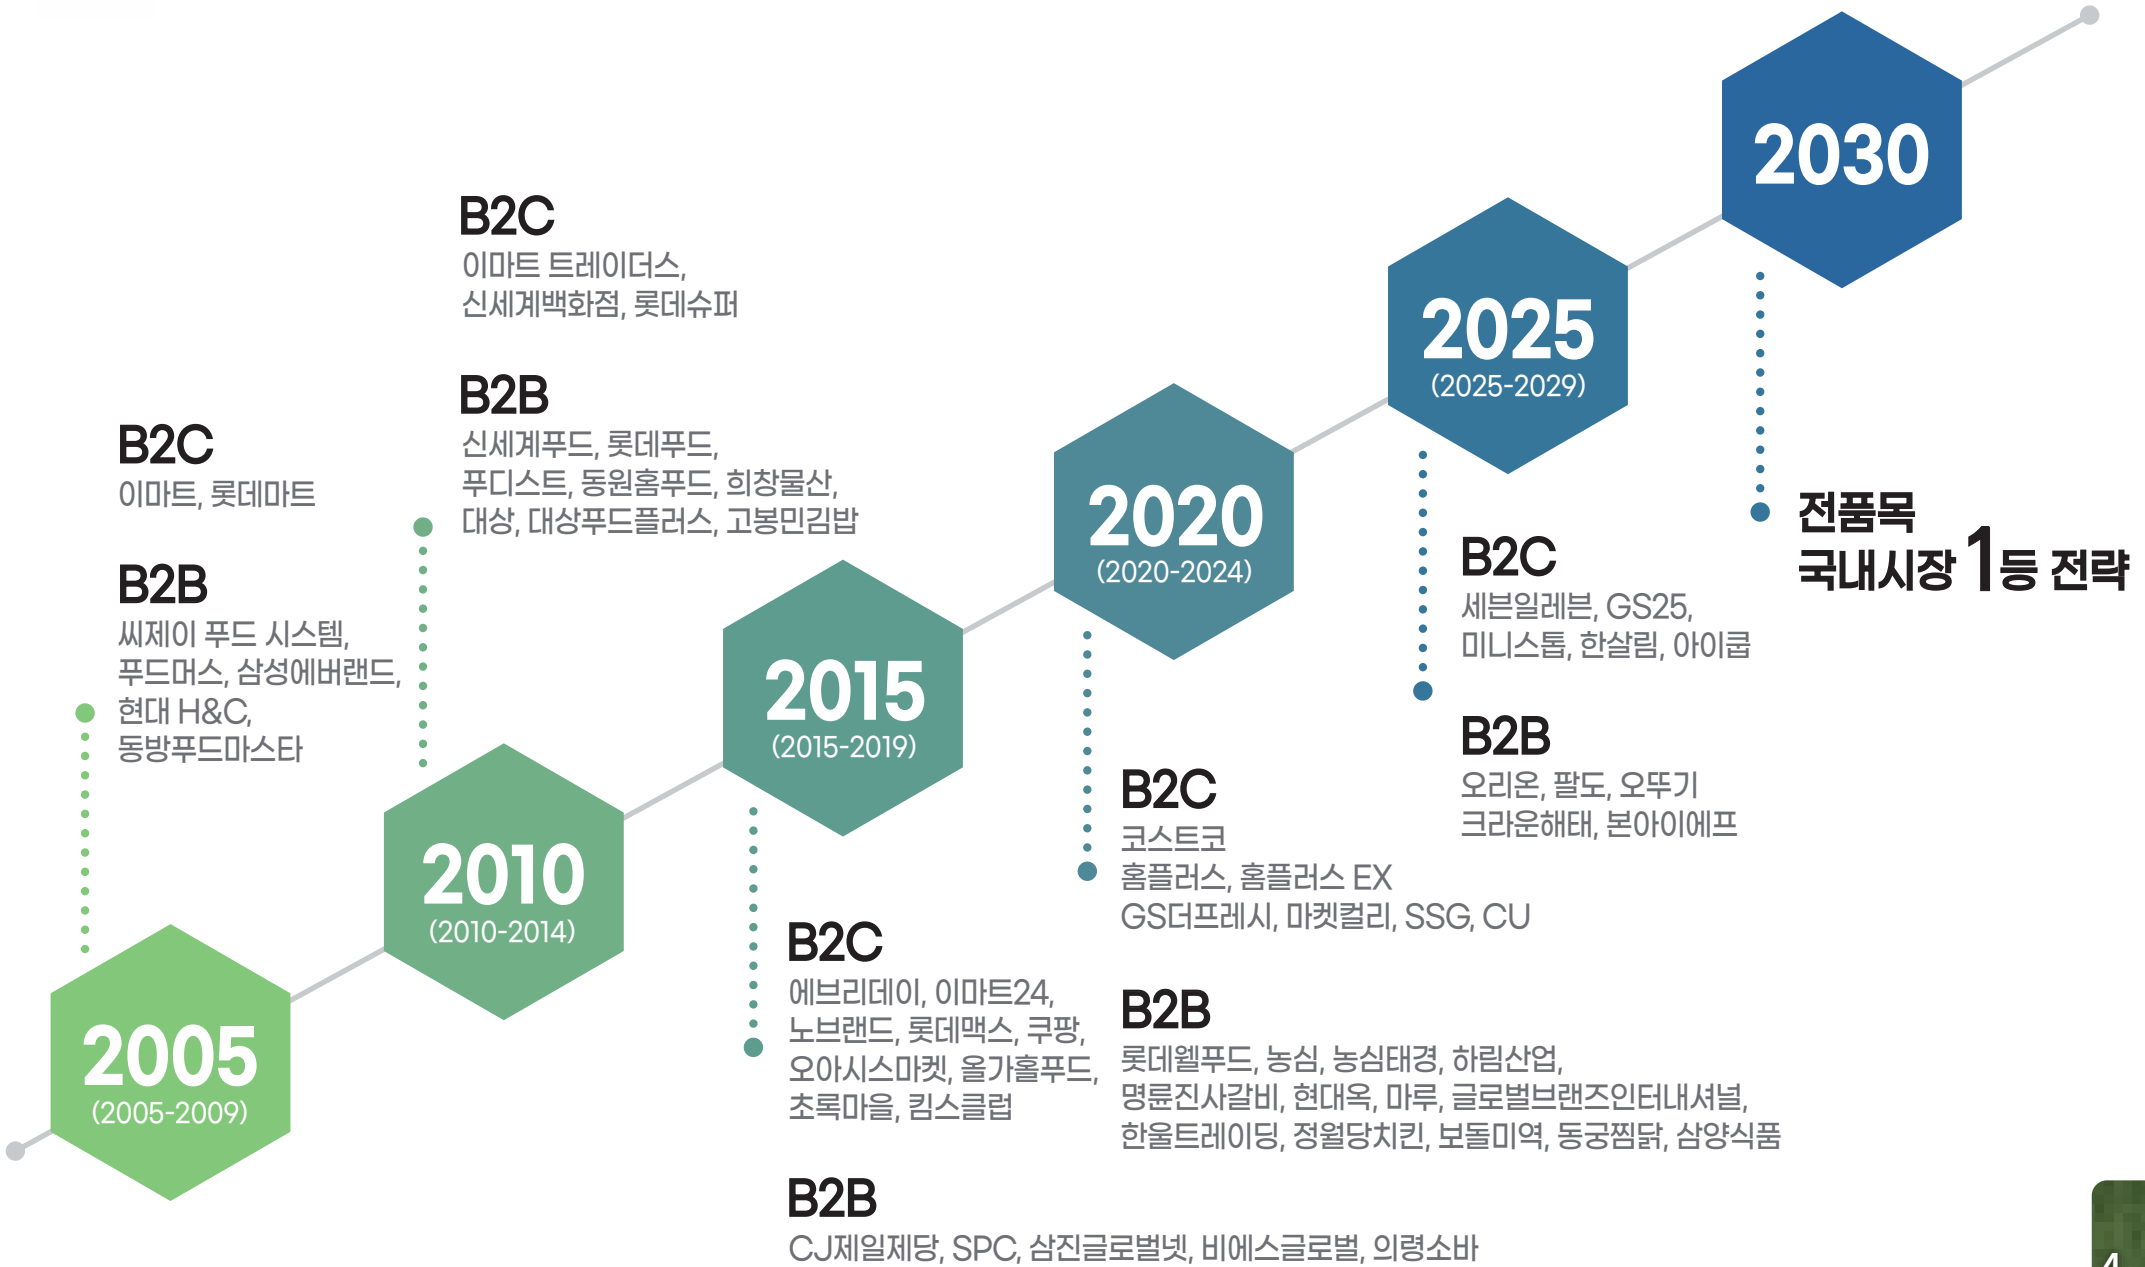 B2C
이마트, 롯데마트
B2B
씨제이 푸드 시스템,
푸드머스, 삼성에버랜드,
현대 H&C,
동방푸드마스타
2005
(2005-2009)
B2C
이마트 트레이더스,
신세계백화점, 롯데슈퍼
B2B
신세계푸드, 롯데푸드,
푸디스트, 동원홈푸드, 희창물산,
대상, 대상푸드플러스, 고봉민김밥
2010
(2010-2014)
2015
(2015-2019)
B2C
에브리데이, 이마트24,
노브랜드, 롯데맥스, 쿠팡,
오아시스마켓, 올가홀푸드,
초록마을, 킴스클럽
B2B
CJ제일제당, SPC, 삼진글로벌넷, 비에스글로벌, 의령소바
2020
(2020-2024)
B2C
코스트코
홈플러스, 홈플러스 EX
GS더프레시, 마켓컬리, SSG, CU
B2B
롯데웰푸드, 농심, 농심태경, 하림산업,
명륜진사갈비, 현대옥, 마루, 글로벌브랜즈인터내셔널,
한울트레이딩, 정월당치킨, 보돌미역, 동궁찜닭, 삼양식품
2025
(2025-2029)
B2C
세븐일레븐, GS25,
미니스톱, 한살림, 아이쿱
B2B
오리온, 팔도, 오뚜기
크라운해태, 본아이에프
2030
전품목
국내시장 1등 전략
4